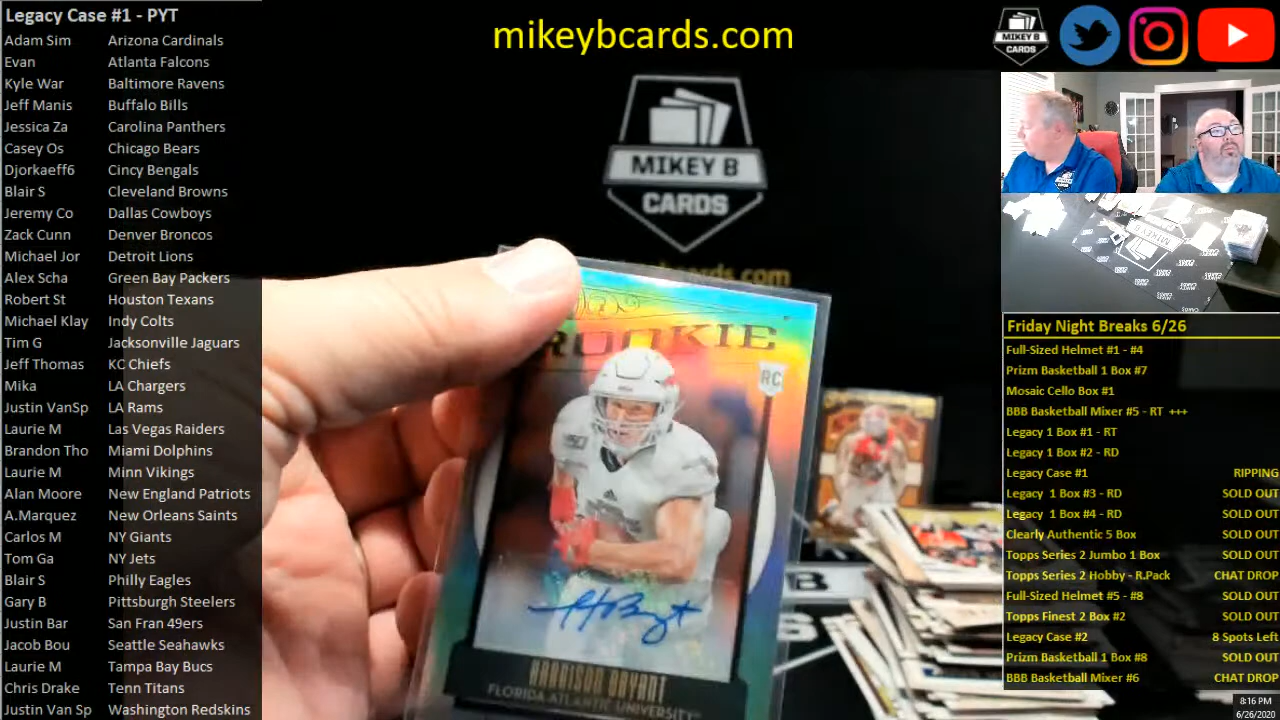 Legacy Case #1 - PYT
Adam Sim Arizona Cardinals
Evan Atlanta Falcons
Kyle War Baltimore Ravens
Jeff Manis Buffalo Bills
Jessica Za Carolina Panthers
Casey Os Chicago Bears
Djorkaeff6 Cincy Bengals
Blair S Cleveland Browns
Jeremy Co Dallas Cowboys
Zack Cunn Denver Broncos
Michael Jor Detroit Lions
Alex Scha Green Bay Packers
Robert St Houston Texans
Michael Klay Indy Colts
Tim G Jacksonville Jaguars
Jeff Thomas KC Chiefs
Mika LA Chargers
Justin VanSp LA Rams
Laurie M Las Vegas Raiders
Brandon Tho Miami Dolphins
Laurie M Minn Vikings
Alan Moore New England Patriots
A.Marquez New Orleans Saints
Carlos M NY Giants
Tom Ga NY Jets
Blair S Philly Eagles
Gary B Pittsburgh Steelers
Justin Bar San Fran 49ers
Jacob Bou Seattle Seahawks
Laurie M Tampa Bay Bucs
Chris Drake Tenn Titans
Justin Van Sp Washington Redskins
mikeybcards.com
MIKEY B
CARDS
cards.com
ROOKIE
RC
HARRISON BRYANT
FLORIDA ATLANTIC UNIVERSITY
MIKEY B
CARDS
Friday Night Breaks 6/26
Full-Sized Helmet #1 - #4
Prizm Basketball 1 Box #7
Mosaic Cello Box #1
BBB Basketball Mixer #5 - RT +++
Legacy 1 Box #1 - RT
Legacy 1 Box #2 - RD
Legacy Case #1 RIPPING
Legacy 1 Box #3 - RD SOLD OUT
Legacy 1 Box #4 - RD SOLD OUT
Clearly Authentic 5 Box SOLD OUT
Topps Series 2 Jumbo 1 Box SOLD OUT
Topps Series 2 Hobby - R.Pack CHAT DROP
Full-Sized Helmet #5 - #8 SOLD OUT
Topps Finest 2 Box #2 SOLD OUT
Legacy Case #2 8 Spots Left
Prizm Basketball 1 Box #8 SOLD OUT
BBB Basketball Mixer #6 CHAT DROP
8:16 PM
6/26/2020